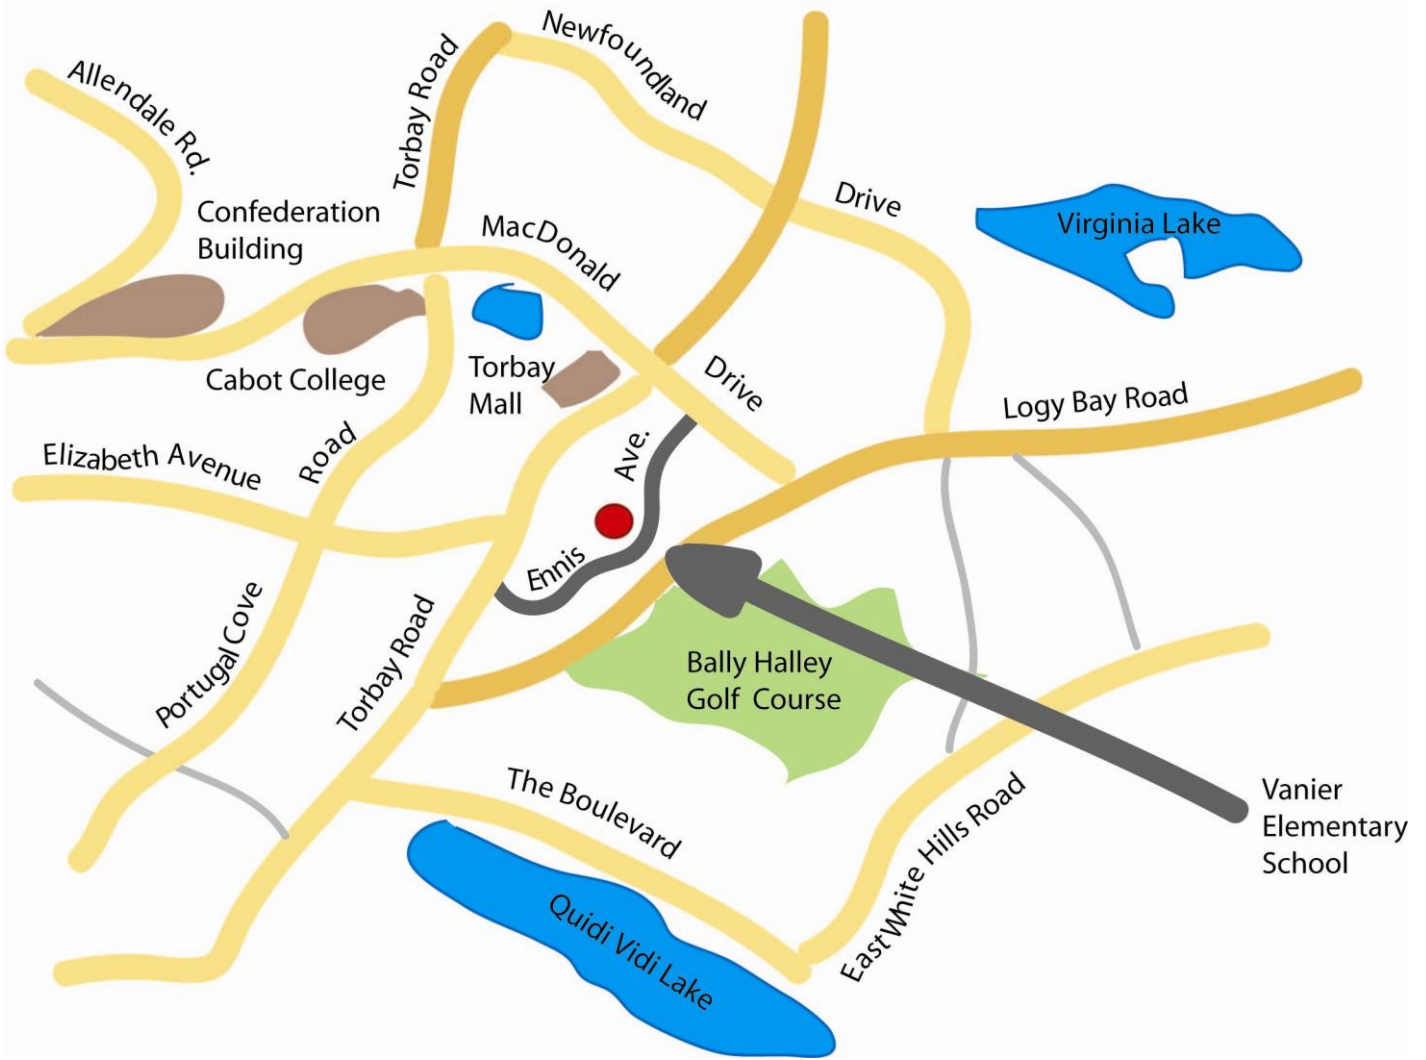 Newfoundland
Drive
Torbay Road
Allendale Rd.
Confederation
Building
MacDonald
Drive
Virginia Lake
Cabot College
Torbay
Mall
Logy Bay Road
Elizabeth Avenue
Road
Portugal Cove
Ennis
Ave.
Torbay Road
Bally Halley
Golf Course
The Boulevard
Quidi Vidi Lake
East White Hills Road
Vanier
Elementary
School